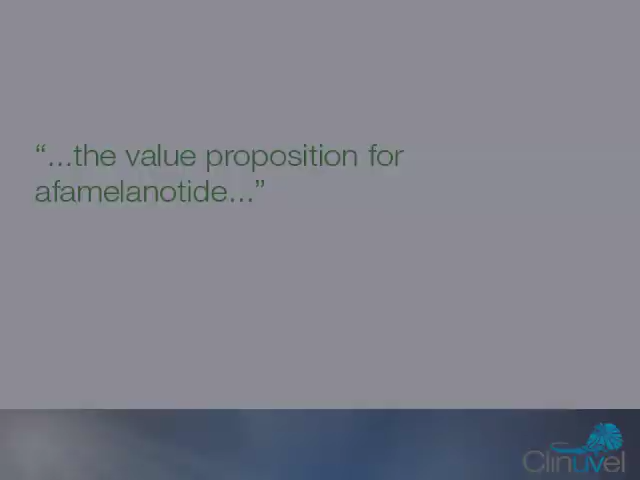 “...the value proposition for
afamelanotide...”
Clinuvel